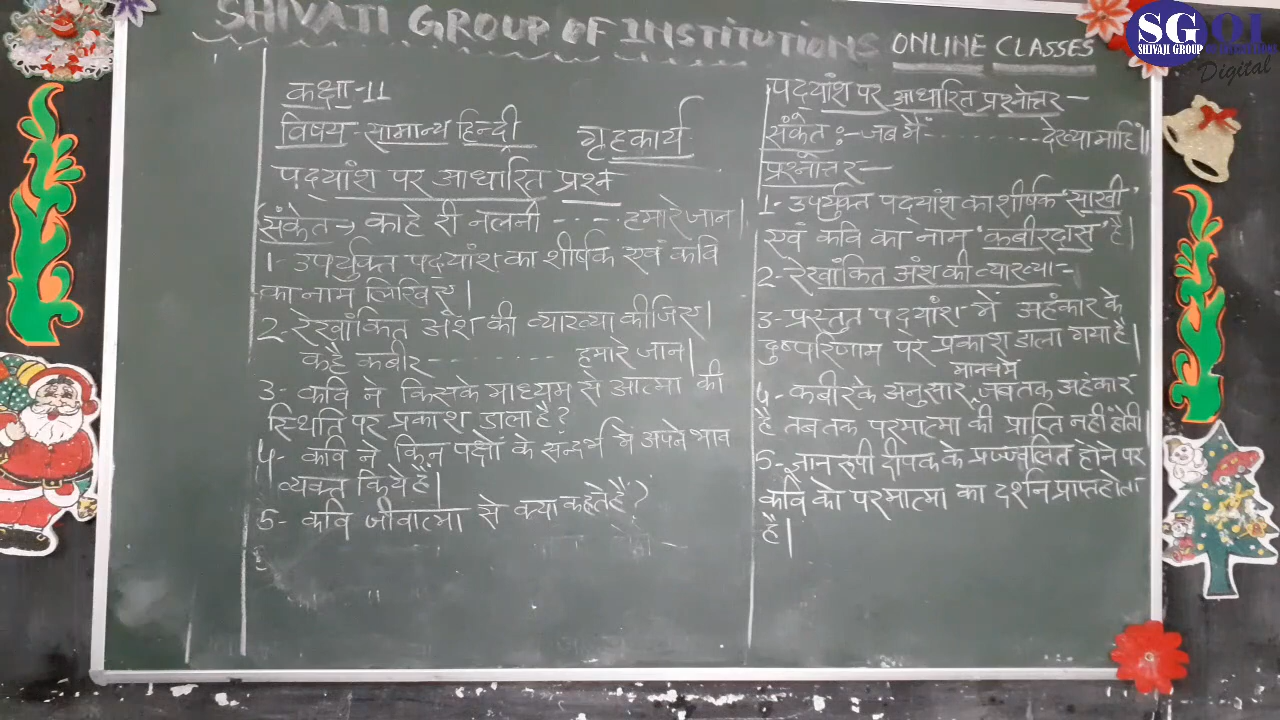 SHIVAJI GROUP OF INSTITUTIONS ONLINE CLASSES
SGOI
SHIVAJI GROUP OF INSTITUTIONS
Digital
कक्षा-11
विषय-सामान्य हिन्दी गृहकार्य
पद्यांश पर आधारित प्रश्न
संकेत→ काहे री नलनी ------ हमारे जान।
1- उपर्युक्त पद्यांश का शीर्षक एवं कवि
का नाम लिखिए।
2- रेखांकित अंश की व्याख्या कीजिए।
कहै कबीर --------- हमारे जान।
3- कवि ने किसके माध्यम से आत्मा की
स्थिति पर प्रकाश डाला है?
4- कवि ने किन पक्षों के सन्दर्भ में अपने भाव
व्यक्त किये हैं।
5- कवि जीवात्मा से क्या कहते हैं?
पद्यांश पर आधारित प्रश्नोत्तर-
संकेत:- जब मैं ------------ देख्या माहिं॥
प्रश्नोत्तर-
1- उपर्युक्त पद्यांश का शीर्षक 'साखी'
एवं कवि का नाम 'कबीरदास' है।
2- रेखांकित अंश की व्याख्या:-
3- प्रस्तुत पद्यांश में अहंकार के
दुष्परिणाम पर प्रकाश डाला गया है।
मानव में
4- कबीर के अनुसार, जब तक अहंकार
है तब तक परमात्मा की प्राप्ति नहीं होती।
5- ज्ञान रूपी दीपक के प्रज्ज्वलित होने पर
कवि को परमात्मा का दर्शन प्राप्त होता
है।